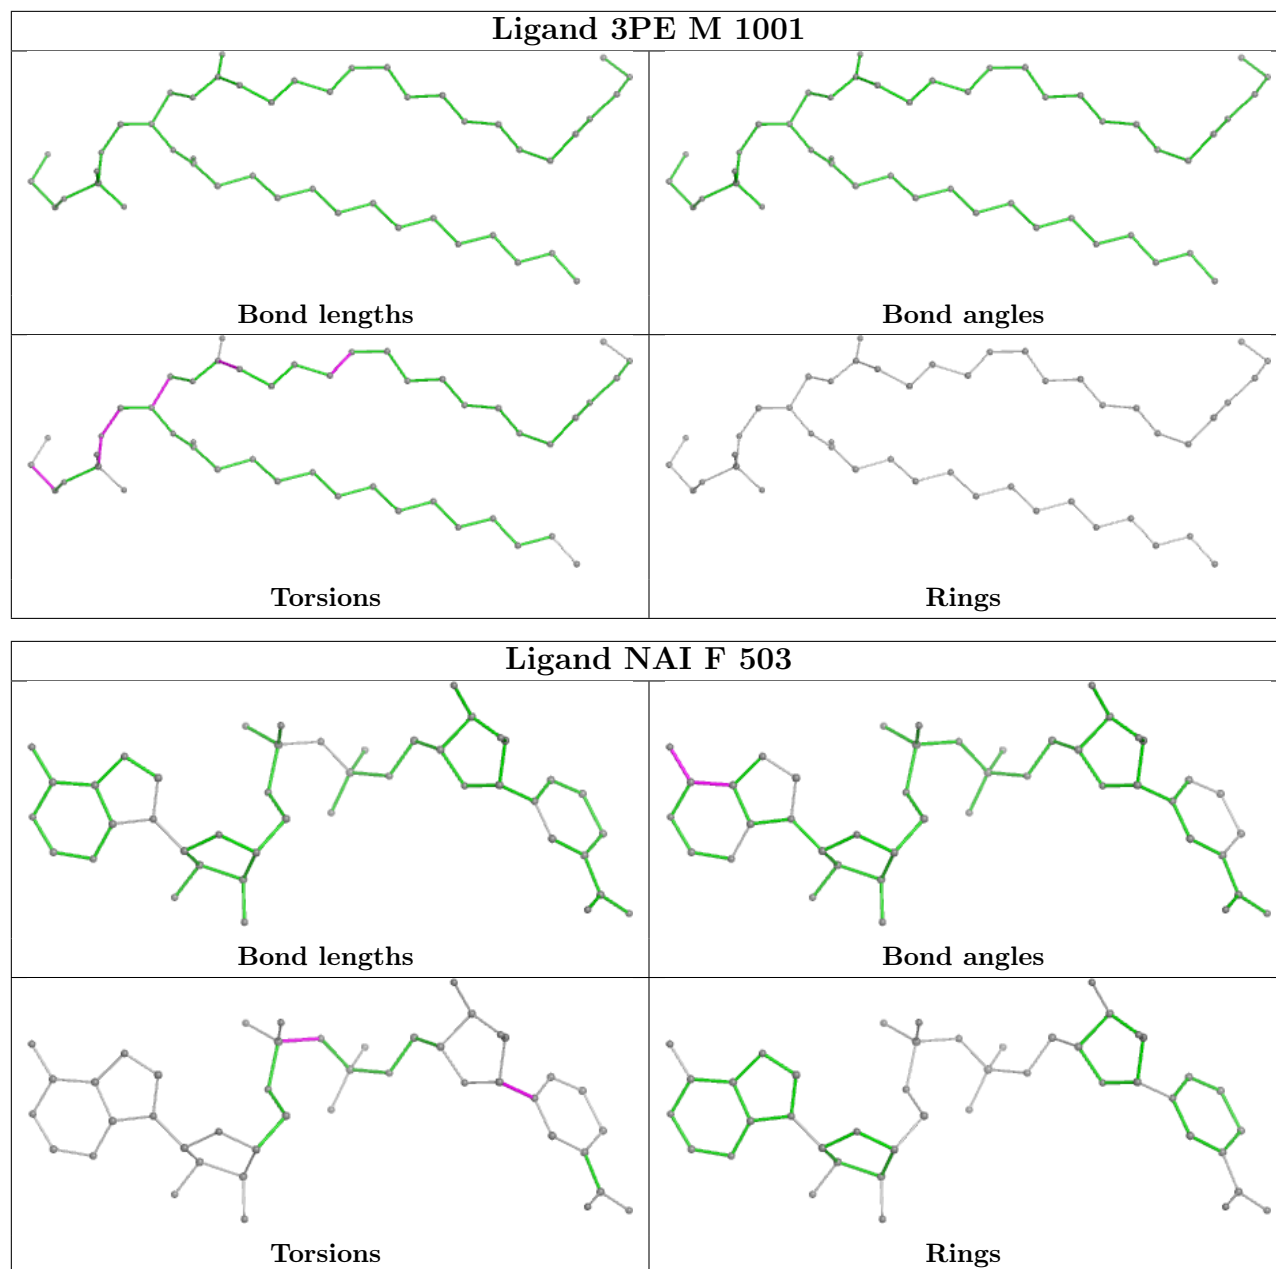 Ligand 3PE M 1001
Bond lengths
Bond angles
Torsions
Rings
Ligand NAI F 503
Bond lengths
Bond angles
Torsions
Rings